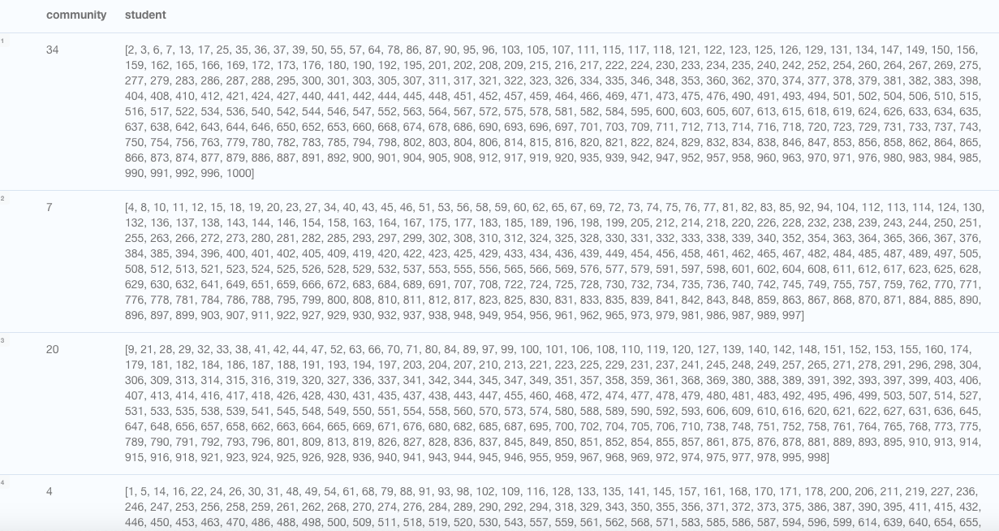 community student
1
34 [2, 3, 6, 7, 13, 17, 25, 35, 36, 37, 39, 50, 55, 57, 64, 78, 86, 87, 90, 95, 96, 103, 105, 107, 111, 115, 117, 118, 121, 122, 123, 125, 126, 129, 131, 134, 147, 149, 150, 156,
159, 162, 165, 166, 169, 172, 173, 176, 180, 190, 192, 195, 201, 202, 208, 209, 215, 216, 217, 222, 224, 230, 233, 234, 235, 240, 242, 252, 254, 260, 264, 267, 269, 275,
277, 279, 283, 286, 287, 288, 295, 300, 301, 303, 305, 307, 311, 317, 321, 322, 323, 326, 334, 335, 346, 348, 353, 360, 362, 370, 374, 377, 378, 379, 381, 382, 383, 398,
404, 408, 410, 412, 421, 424, 427, 440, 441, 442, 444, 445, 448, 451, 452, 457, 459, 464, 466, 469, 471, 473, 475, 476, 490, 491, 493, 494, 501, 502, 504, 506, 510, 515,
516, 517, 522, 534, 536, 540, 542, 544, 546, 547, 552, 563, 564, 567, 572, 575, 578, 581, 582, 584, 595, 600, 603, 605, 607, 613, 615, 618, 619, 624, 626, 633, 634, 635,
637, 638, 642, 643, 644, 646, 650, 652, 653, 660, 668, 674, 678, 686, 690, 693, 696, 697, 701, 703, 709, 711, 712, 713, 714, 716, 718, 720, 723, 729, 731, 733, 737, 743,
750, 754, 756, 763, 779, 780, 782, 783, 785, 794, 798, 802, 803, 804, 806, 814, 815, 816, 820, 821, 822, 824, 829, 832, 834, 838, 846, 847, 853, 856, 858, 862, 864, 865,
866, 873, 874, 877, 879, 886, 887, 891, 892, 900, 901, 904, 905, 908, 912, 917, 919, 920, 935, 939, 942, 947, 952, 957, 958, 960, 963, 970, 971, 976, 980, 983, 984, 985,
990, 991, 992, 996, 1000]
2
7 [4, 8, 10, 11, 12, 15, 18, 19, 20, 23, 27, 34, 40, 43, 45, 46, 51, 53, 56, 58, 59, 60, 62, 65, 67, 69, 72, 73, 74, 75, 76, 77, 81, 82, 83, 85, 92, 94, 104, 112, 113, 114, 124, 130,
132, 136, 137, 138, 143, 144, 146, 154, 158, 163, 164, 167, 175, 177, 183, 185, 189, 196, 198, 199, 205, 212, 214, 218, 220, 226, 228, 232, 238, 239, 243, 244, 250, 251,
255, 263, 266, 272, 273, 280, 281, 282, 285, 293, 297, 299, 302, 308, 310, 312, 324, 325, 328, 330, 331, 332, 333, 338, 339, 340, 352, 354, 363, 364, 365, 366, 367, 376,
384, 385, 394, 396, 400, 401, 402, 405, 409, 419, 420, 422, 423, 425, 429, 433, 434, 436, 439, 449, 454, 456, 458, 461, 462, 465, 467, 482, 484, 485, 487, 489, 497, 505,
508, 512, 513, 521, 523, 524, 525, 526, 528, 529, 532, 537, 553, 555, 556, 565, 566, 569, 576, 577, 579, 591, 597, 598, 601, 602, 604, 608, 611, 612, 617, 623, 625, 628,
629, 630, 632, 641, 649, 651, 659, 666, 672, 683, 684, 689, 691, 707, 708, 722, 724, 725, 728, 730, 732, 734, 735, 736, 740, 742, 745, 749, 755, 757, 759, 762, 770, 771,
776, 778, 781, 784, 786, 788, 795, 799, 800, 808, 810, 811, 812, 817, 823, 825, 830, 831, 833, 835, 839, 841, 842, 843, 848, 859, 863, 867, 868, 870, 871, 884, 885, 890,
896, 897, 899, 903, 907, 911, 922, 927, 929, 930, 932, 937, 938, 948, 949, 954, 956, 961, 962, 965, 973, 979, 981, 986, 987, 989, 997]
3
20 [9, 21, 28, 29, 32, 33, 38, 41, 42, 44, 47, 52, 63, 66, 70, 71, 80, 84, 89, 97, 99, 100, 101, 106, 108, 110, 119, 120, 127, 139, 140, 142, 148, 151, 152, 153, 155, 160, 174,
179, 181, 182, 184, 186, 187, 188, 191, 193, 194, 197, 203, 204, 207, 210, 213, 221, 223, 225, 229, 231, 237, 241, 245, 248, 249, 257, 265, 271, 278, 291, 296, 298, 304,
306, 309, 313, 314, 315, 316, 319, 320, 327, 336, 337, 341, 342, 344, 345, 347, 349, 351, 357, 358, 359, 361, 368, 369, 380, 388, 389, 391, 392, 393, 397, 399, 403, 406,
407, 413, 414, 416, 417, 418, 426, 428, 430, 431, 435, 437, 438, 443, 447, 455, 460, 468, 472, 474, 477, 478, 479, 480, 481, 483, 492, 495, 496, 499, 503, 507, 514, 527,
531, 533, 535, 538, 539, 541, 545, 548, 549, 550, 551, 554, 558, 560, 570, 573, 574, 580, 588, 589, 590, 592, 593, 606, 609, 610, 616, 620, 621, 622, 627, 631, 636, 645,
647, 648, 656, 657, 658, 662, 663, 664, 665, 669, 671, 676, 680, 682, 685, 687, 695, 700, 702, 704, 705, 706, 710, 738, 748, 751, 752, 758, 761, 764, 765, 768, 773, 775,
789, 790, 791, 792, 793, 796, 801, 809, 813, 819, 826, 827, 828, 836, 837, 845, 849, 850, 851, 852, 854, 855, 857, 861, 875, 876, 878, 881, 889, 893, 895, 910, 913, 914,
915, 916, 918, 921, 923, 924, 925, 926, 928, 936, 940, 941, 943, 944, 945, 946, 955, 959, 967, 968, 969, 972, 974, 975, 977, 978, 995, 998]
4
4 [1, 5, 14, 16, 22, 24, 26, 30, 31, 48, 49, 54, 61, 68, 79, 88, 91, 93, 98, 102, 109, 116, 128, 133, 135, 141, 145, 157, 161, 168, 170, 171, 178, 200, 206, 211, 219, 227, 236,
246, 247, 253, 256, 258, 259, 261, 262, 268, 270, 274, 276, 284, 289, 290, 292, 294, 318, 329, 343, 350, 355, 356, 371, 372, 373, 375, 386, 387, 390, 395, 411, 415, 432,
446, 450, 453, 463, 470, 486, 488, 498, 500, 509, 511, 518, 519, 520, 530, 543, 557, 559, 561, 562, 568, 571, 583, 585, 586, 587, 594, 596, 599, 614, 639, 640, 654, 655,